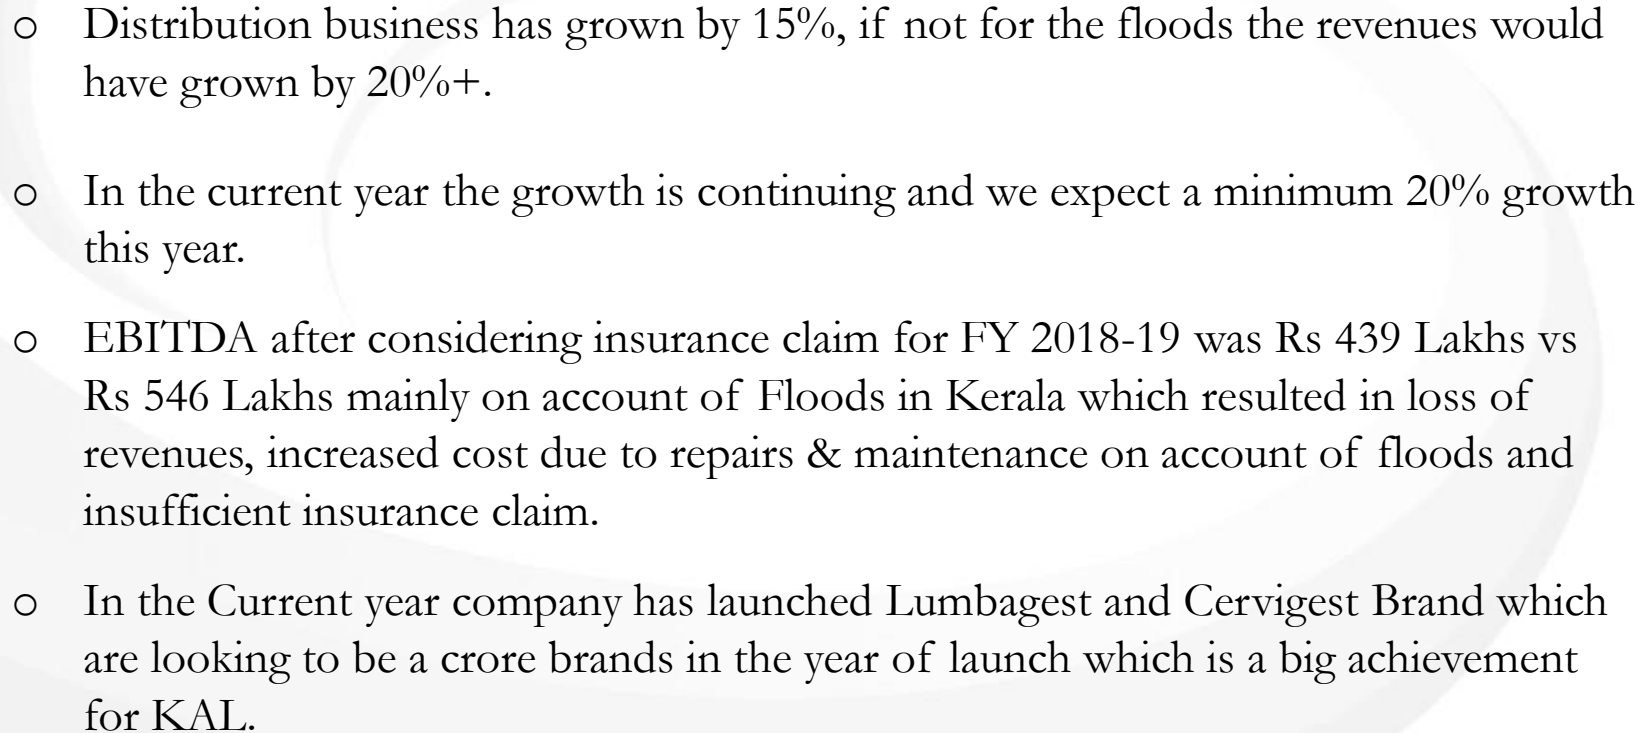 o Distribution business has grown by 15%, if not for the floods the revenues would
have grown by 20%+.
o In the current year the growth is continuing and we expect a minimum 20% growth
this year.
o EBITDA after considering insurance claim for FY 2018-19 was Rs 439 Lakhs vs
Rs 546 Lakhs mainly on account of Floods in Kerala which resulted in loss of
revenues, increased cost due to repairs & maintenance on account of floods and
insufficient insurance claim.
o In the Current year company has launched Lumbagest and Cervigest Brand which
are looking to be a crore brands in the year of launch which is a big achievement
for KAL.